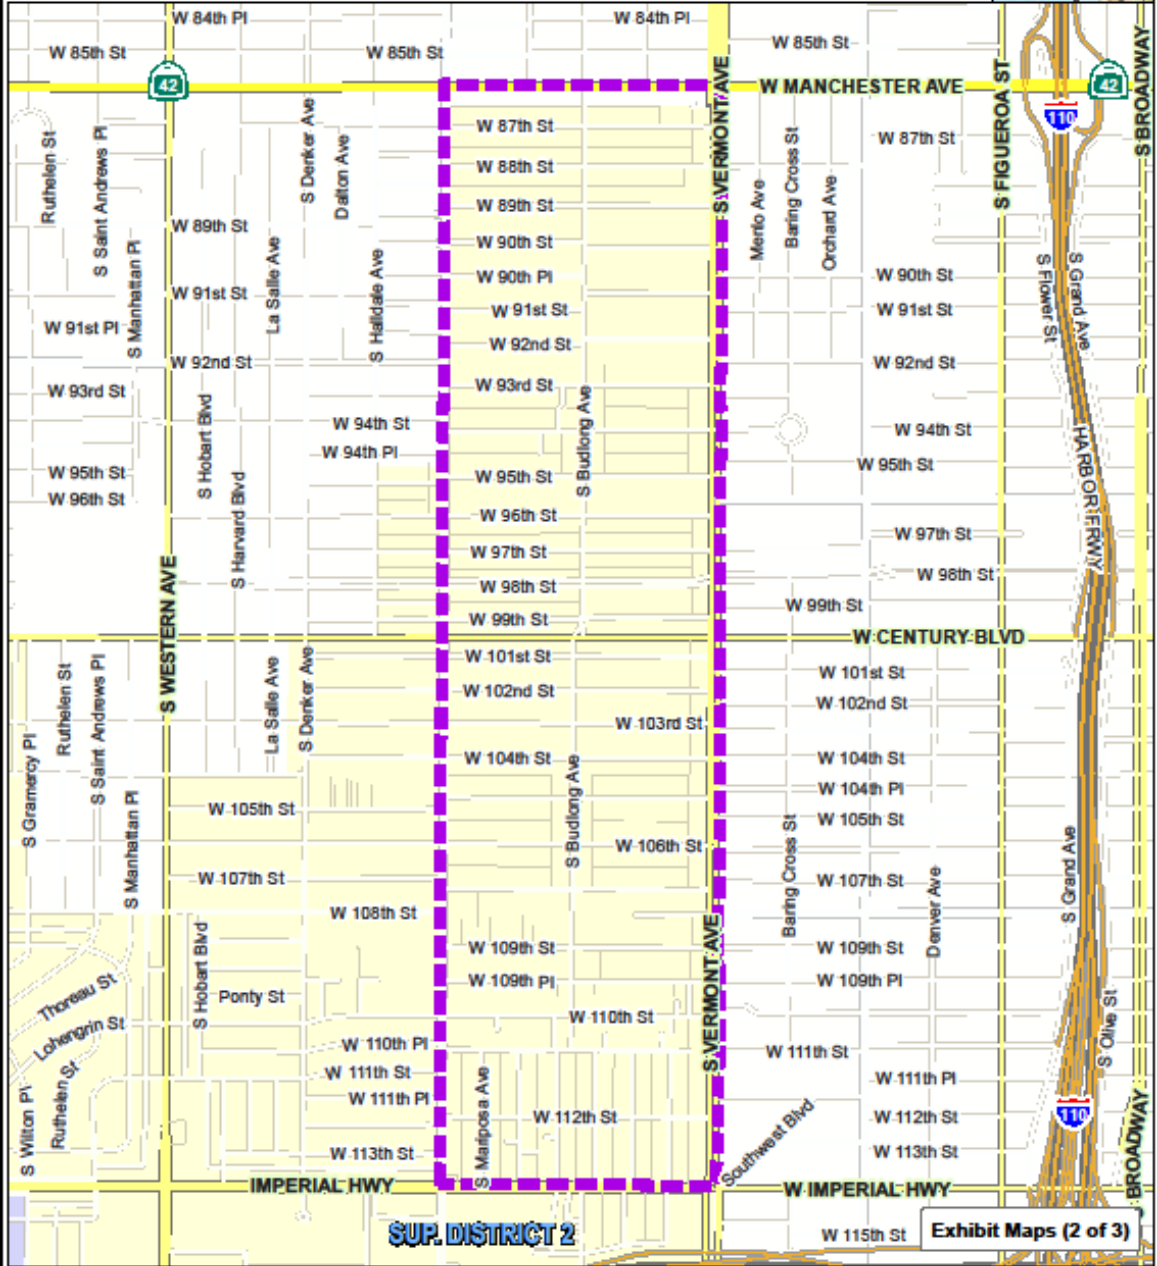 W 84th Pl
W 84th Pl
W 85th St
W 85th St
W 85th St
42
W MANCHESTER AVE
42
110
S BROADWAY
S VERMONT AVE
S FIGUEROA ST
Ruthelen St
S Saint Andrews Pl
S Denker Ave
Dalton Ave
W 87th St
W 87th St
W 88th St
Baring Cross St
Menlo Ave
Orchard Ave
W 89th St
W 89th St
S Manhattan Pl
La Salle Ave
S Halldale Ave
W 90th St
W 90th Pl
W 90th St
S Flower St
S Grand Ave
W 91st St
W 91st St
W 91st St
W 91st Pl
W 92nd St
W 92nd St
W 92nd St
W 93rd St
W 93rd St
S Hobart Blvd
S Budlong Ave
W 94th St
W 94th St
W 94th Pl
HARBOR FRWY
W 95th St
W 95th St
W 95th St
W 96th St
W 96th St
S Harvard Blvd
W 97th St
W 97th St
S WESTERN AVE
W 98th St
W 98th St
W 99th St
W 99th St
W CENTURY BLVD
W 101st St
W 101st St
Ruthelen St
S Saint Andrews Pl
La Salle Ave
S Denker Ave
W 102nd St
W 102nd St
W 103rd St
W 104th St
W 104th St
S Gramercy Pl
S Manhattan Pl
S Budlong Ave
W 104th Pl
W 105th St
W 105th St
Baring Cross St
S Grand Ave
W 106th St
W 107th St
W 107th St
Denver Ave
W 108th St
S Hobart Blvd
S VERMONT AVE
W 109th St
W 109th St
W 109th Pl
W 109th Pl
Thoreau St
Ponty St
S Olive St
W 110th St
Lohengrin St
W 110th Pl
W 111th St
W 111th St
Ruthelen St
S Wilton Pl
W 111th Pl
W 111th Pl
S Mariposa Ave
W 112th St
W 112th St
110
Southwest Blvd
BROADWAY
W 113th St
W 113th St
IMPERIAL HWY
W IMPERIAL HWY
SUP. DISTRICT 2
W 115th St
Exhibit Maps (2 of 3)